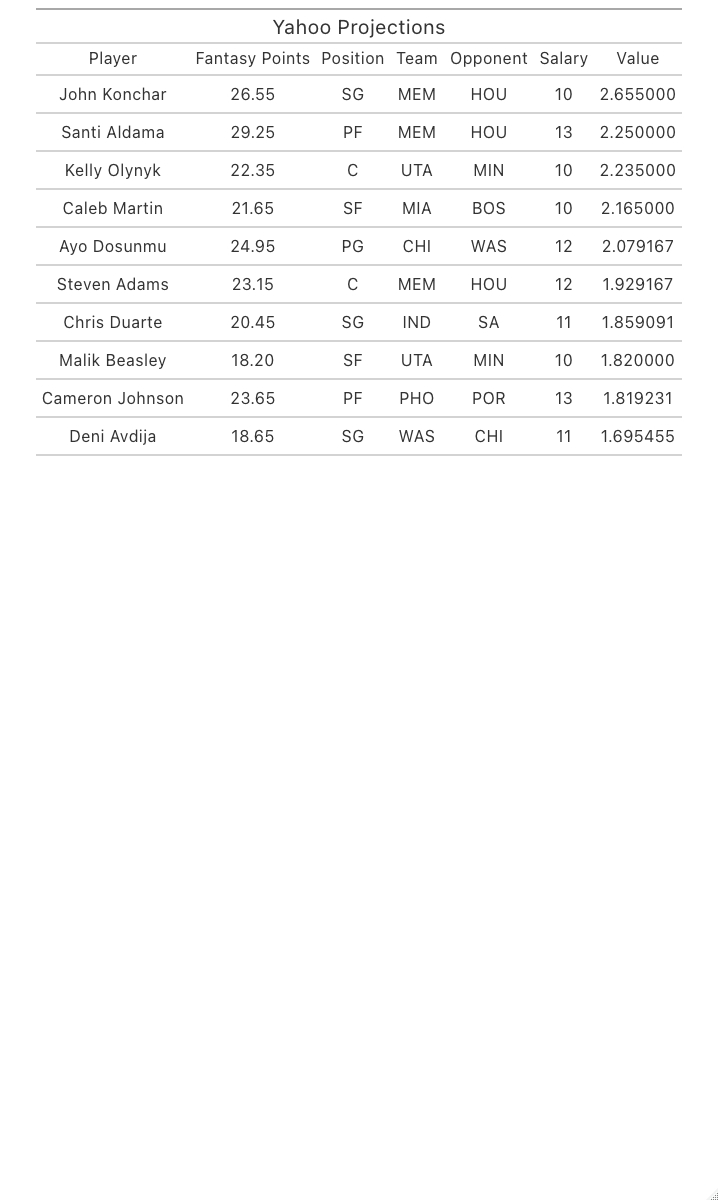 Yahoo Projections
Player Fantasy Points Position Team Opponent Salary Value
John Konchar 26.55 SG MEM HOU 10 2.655000
Santi Aldama 29.25 PF MEM HOU 13 2.250000
Kelly Olynyk 22.35 C UTA MIN 10 2.235000
Caleb Martin 21.65 SF MIA BOS 10 2.165000
Ayo Dosunmu 24.95 PG CHI WAS 12 2.079167
Steven Adams 23.15 C MEM HOU 12 1.929167
Chris Duarte 20.45 SG IND SA 11 1.859091
Malik Beasley 18.20 SF UTA MIN 10 1.820000
Cameron Johnson 23.65 PF PHO POR 13 1.819231
Deni Avdija 18.65 SG WAS CHI 11 1.695455